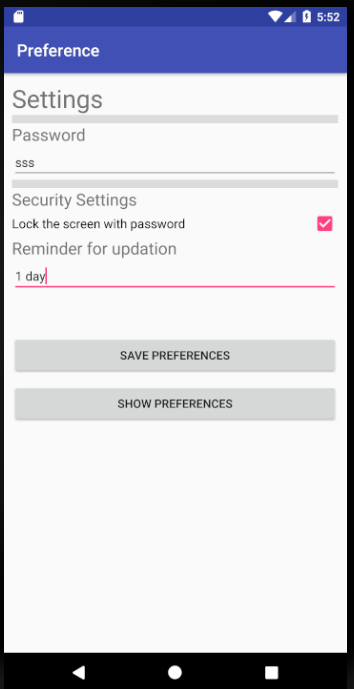 5:52
Preference
Settings
Password
sss
Security Settings
Lock the screen with password
Reminder for updation
1 day
SAVE PREFERENCES
SHOW PREFERENCES